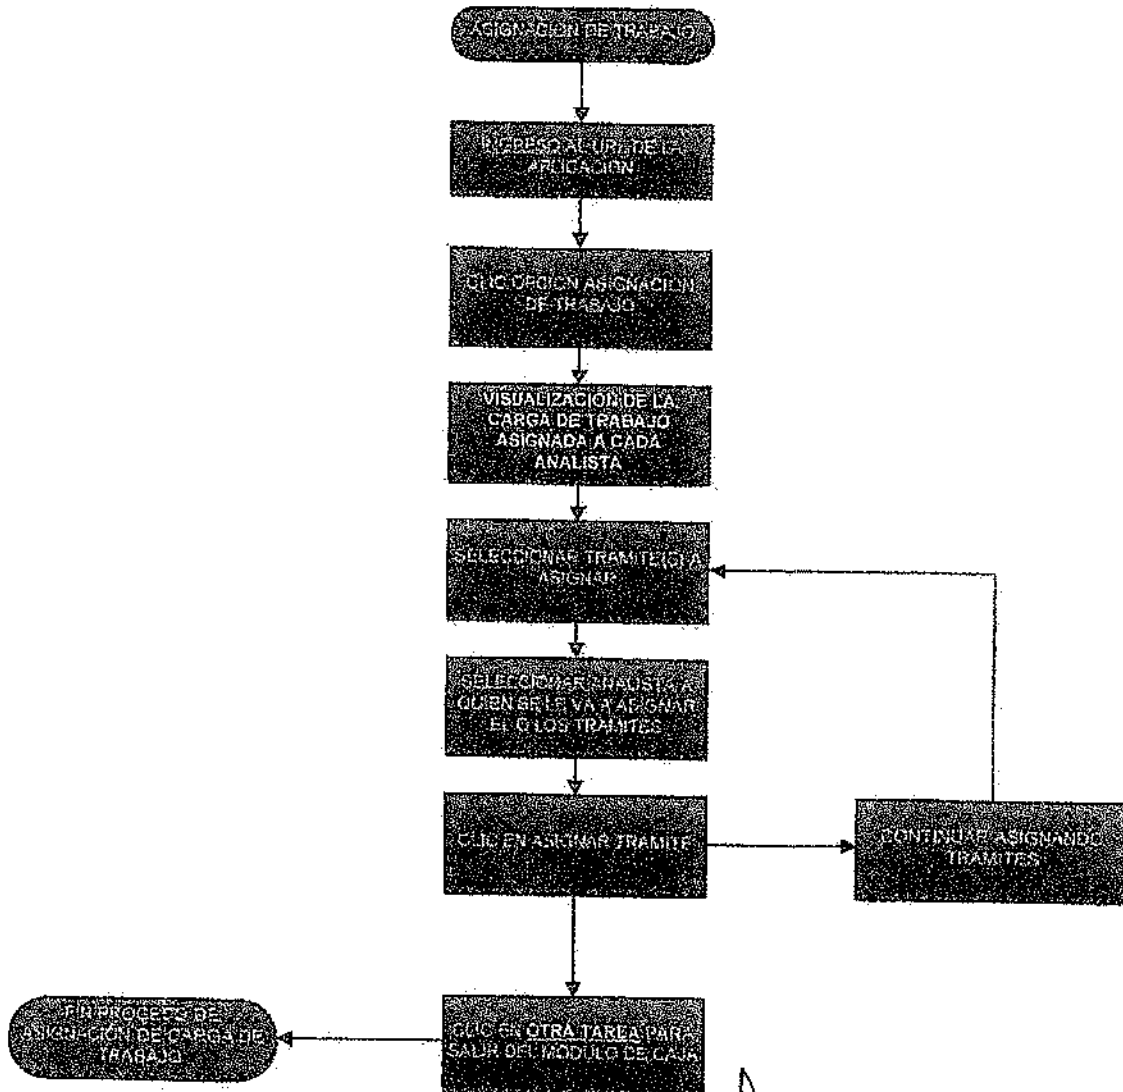 ASIGNACION DE TRABAJO
INGRESO AL URL DE LA
APLICACION
CLIC OPCION ASIGNACION
DE TRABAJO
VISUALIZACION DE LA
CARGA DE TRABAJO
ASIGNADA A CADA
ANALISTA
SELECCIONAR TRAMITE(S) A
ASIGNAR
SELECCIONAR ANALISTA A
QUIEN SE LE VA A ASIGNAR
EL O LOS TRAMITES
CLIC EN ASIGNAR TRAMITE
CONTINUAR ASIGNANDO
TRAMITES
CLIC EN OTRA TAREA PARA
SALIR DEL MODULO DE CAJA
FIN PROCESO DE
ASIGNACION DE CARGA DE
TRABAJO